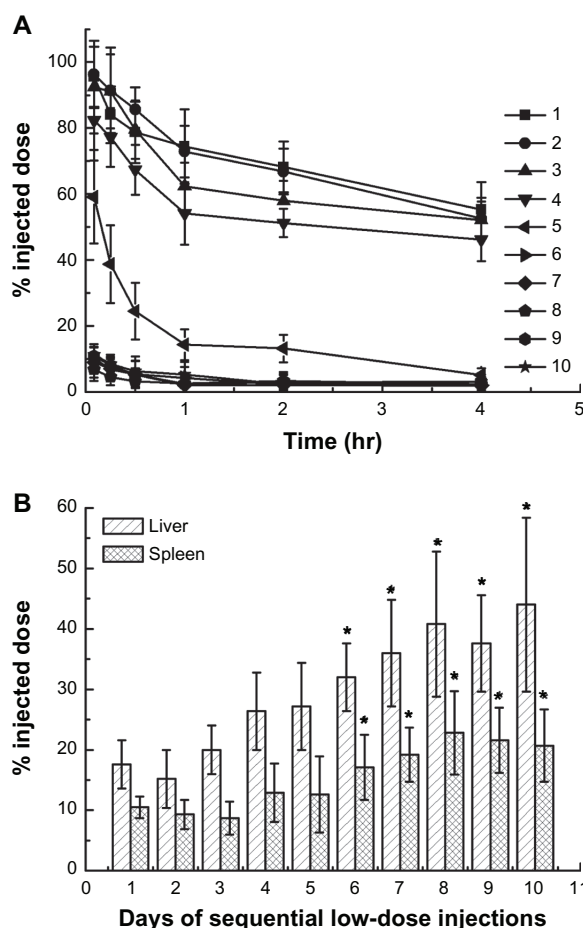 A
% injected dose
100
80
60
40
20
0
0 1 2 3 4 5
Time (hr)
1
2
3
4
5
6
7
8
9
10
B
% injected dose
60
50
40
30
20
10
0
Liver
Spleen
* * * * *
* * * * *
0 1 2 3 4 5 6 7 8 9 10 11
Days of sequential low-dose injections